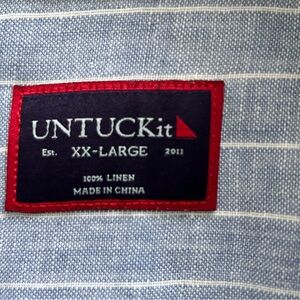 UNTUCKit
Est. XX-LARGE 2011
100% LINEN
MADE IN CHINA